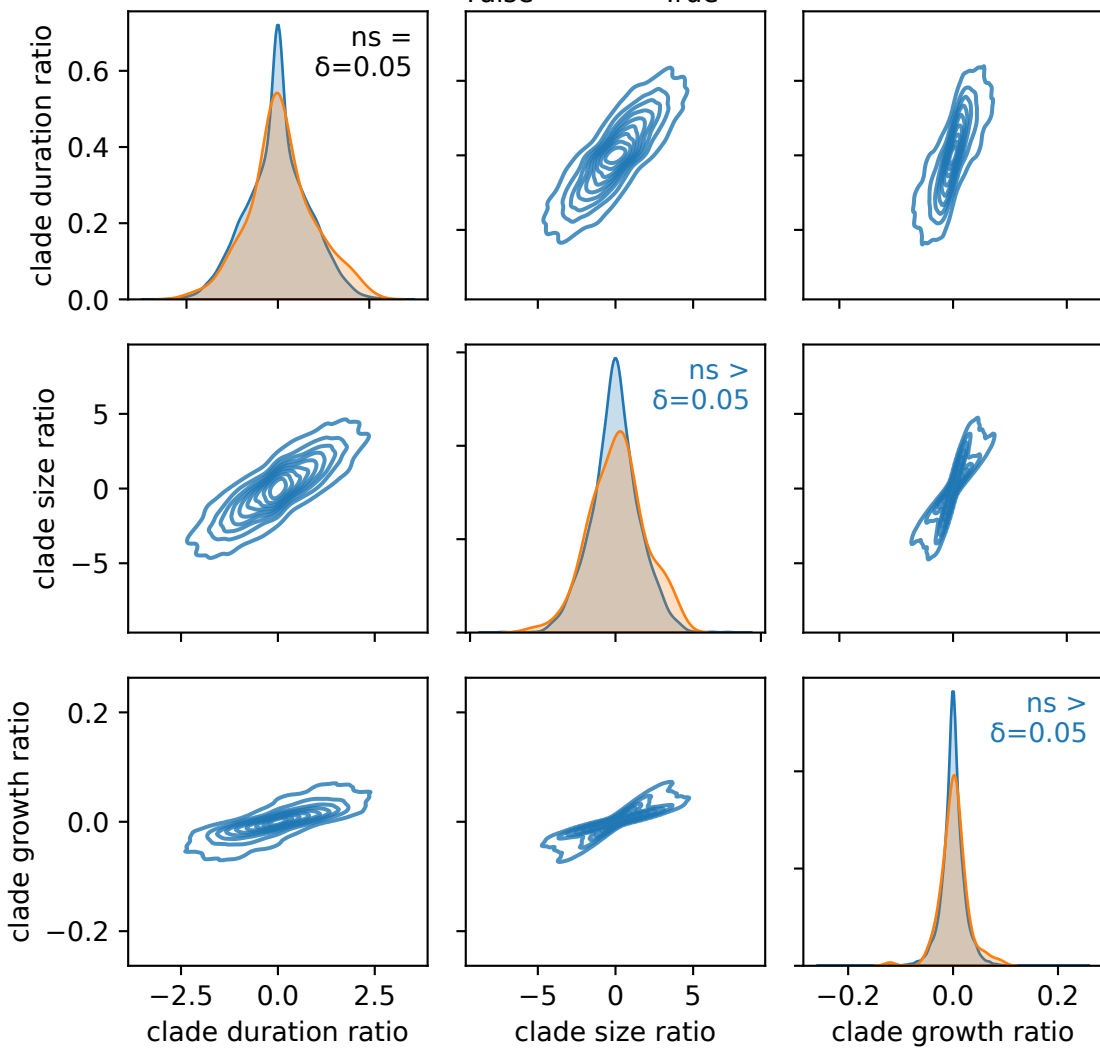 ns =
δ=0.05
clade duration ratio
0.6
0.4
0.2
0.0
ns >
δ=0.05
clade size ratio
5
0
−5
ns >
δ=0.05
clade growth ratio
0.2
0.0
−0.2
−2.5 0.0 2.5
−5 0 5
−0.2 0.0 0.2
clade duration ratio
clade size ratio
clade growth ratio